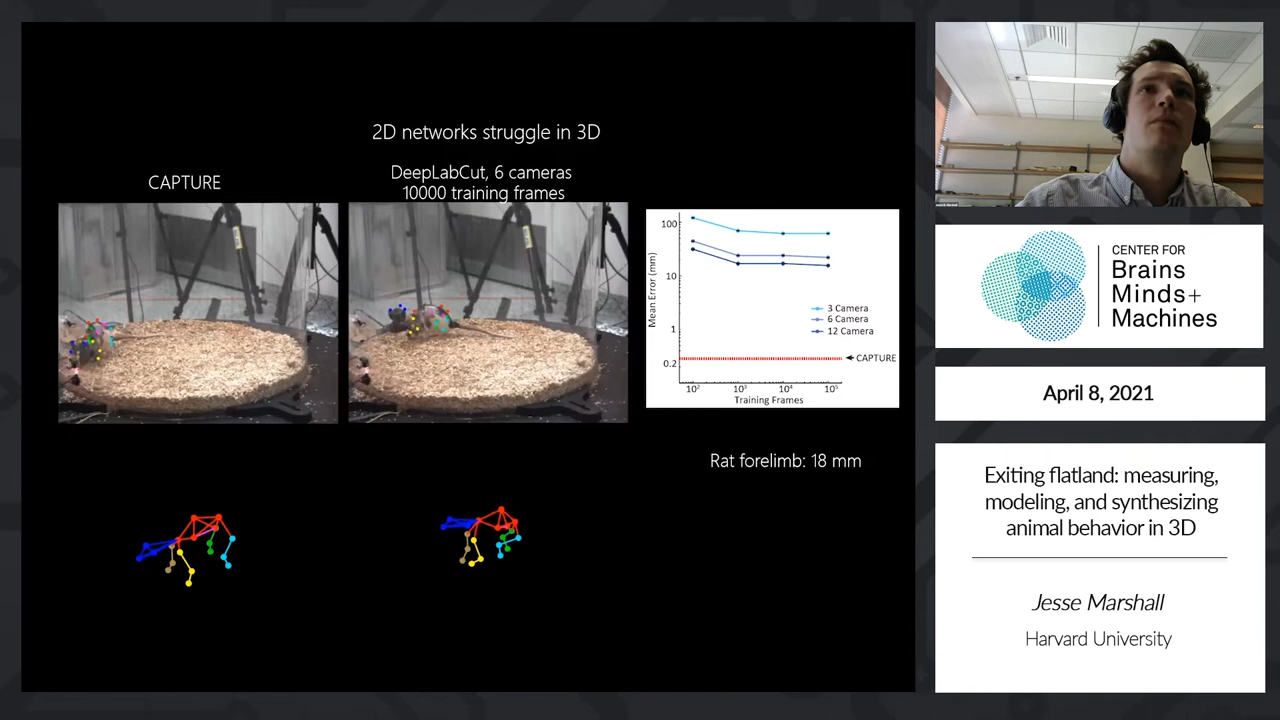 2D networks struggle in 3D
CAPTURE
DeepLabCut, 6 cameras
10000 training frames
Mean Error (mm)
100
10
1
0.2
3 Camera
6 Camera
12 Camera
CAPTURE
10²
10³
10⁴
10⁵
Training Frames
Rat forelimb: 18 mm
CENTER FOR
Brains
Minds+
Machines
April 8, 2021
Exiting flatland: measuring,
modeling, and synthesizing
animal behavior in 3D
Jesse Marshall
Harvard University